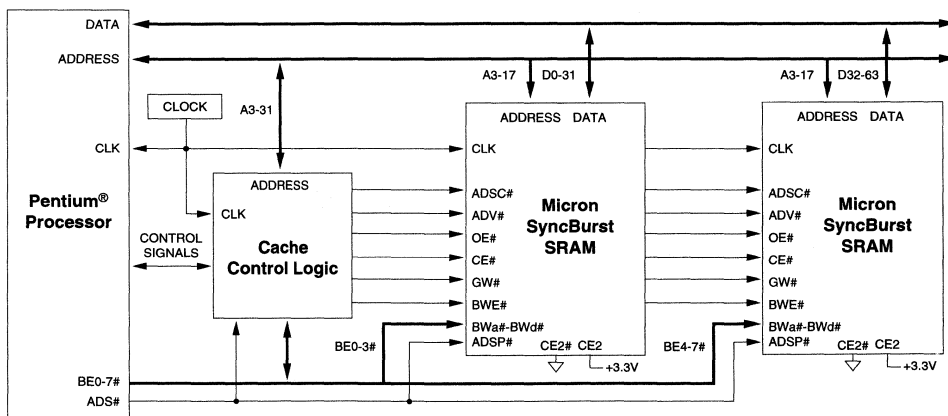 DATA
ADDRESS
A3-17 D0-31
A3-17 D32-63
CLOCK
A3-31
ADDRESS DATA
ADDRESS DATA
CLK
CLK
CLK
Pentium®
Processor
ADDRESS
CLK
Cache
Control Logic
CONTROL
SIGNALS
ADSC#
ADV#
OE#
CE#
GW#
BWE#
BWa#-BWd#
ADSP#
Micron
SyncBurst
SRAM
CE2# CE2
+3.3V
ADSC#
ADV#
OE#
CE#
GW#
BWE#
BWa#-BWd#
ADSP#
Micron
SyncBurst
SRAM
CE2# CE2
+3.3V
BE0-3#
BE4-7#
BE0-7#
ADS#